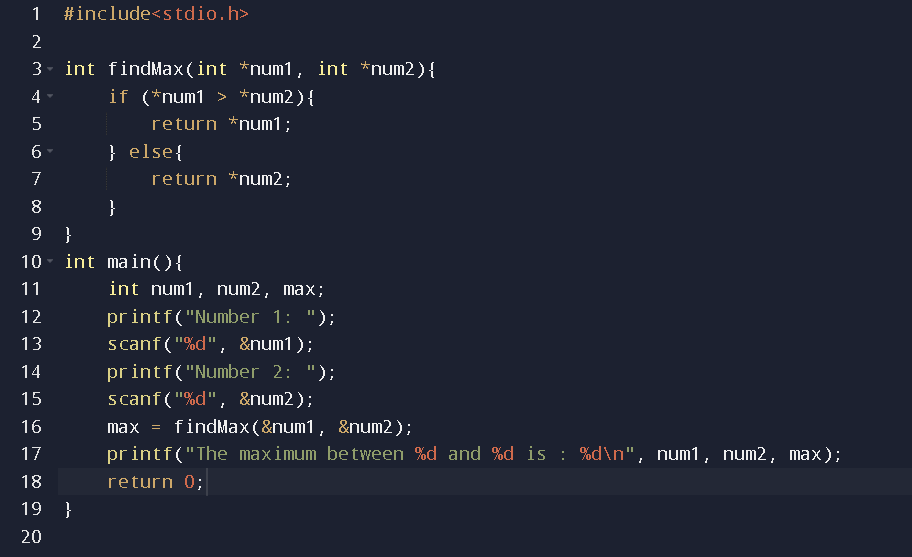 1 #include<stdio.h>
2
3 int findMax(int *num1, int *num2){
4     if (*num1 > *num2){
5         return *num1;
6     } else{
7         return *num2;
8     }
9 }
10 int main(){
11     int num1, num2, max;
12     printf("Number 1: ");
13     scanf("%d", &num1);
14     printf("Number 2: ");
15     scanf("%d", &num2);
16     max = findMax(&num1, &num2);
17     printf("The maximum between %d and %d is : %d\n", num1, num2, max);
18     return 0;
19 }
20